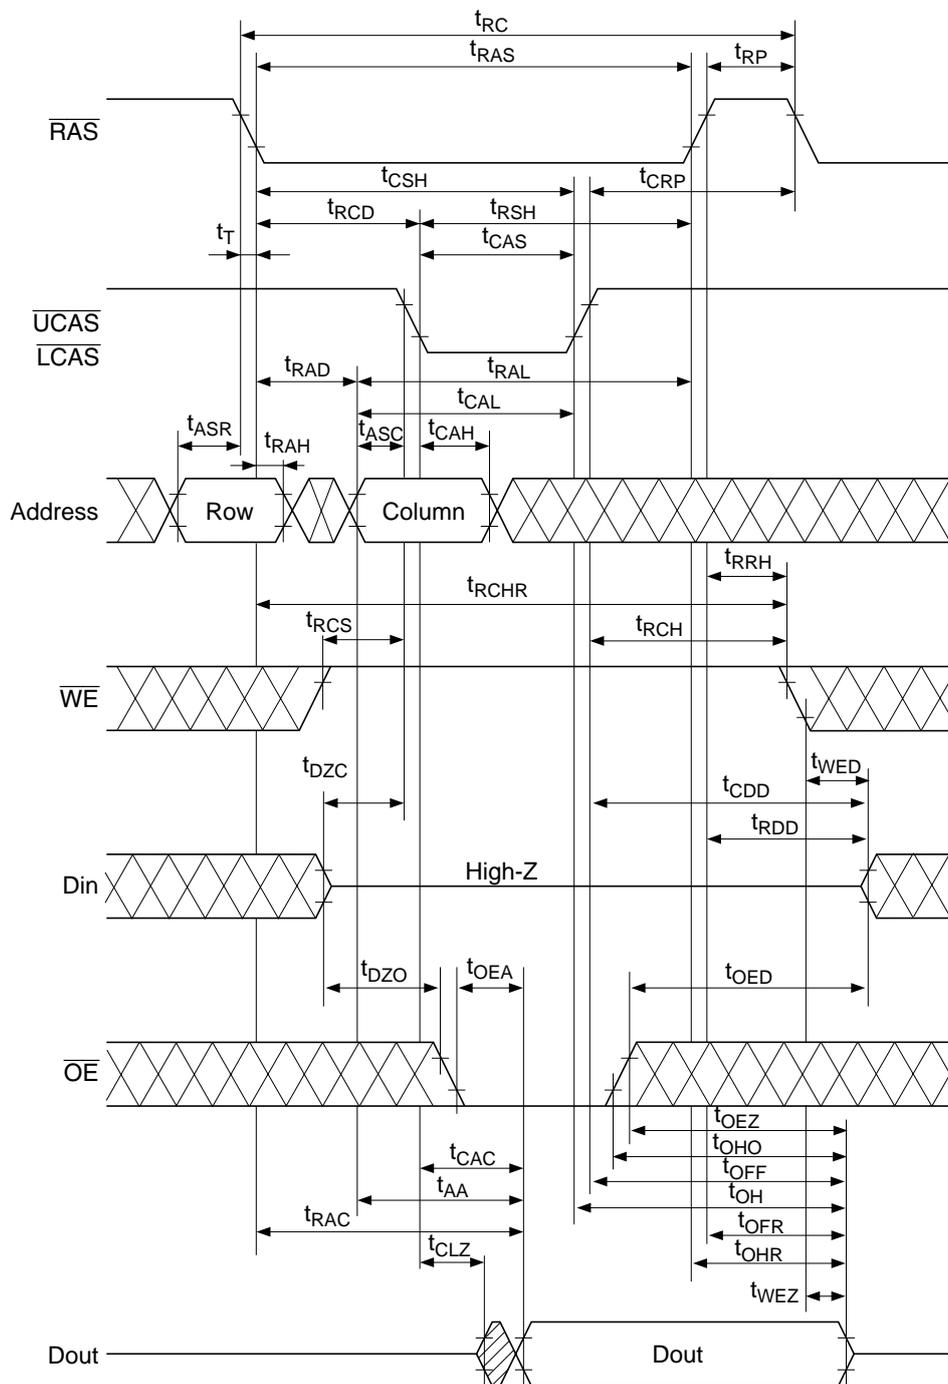 tRC
tRAS
tRP
RAS
tCSH
tCRP
tRCD
tRSH
tT
tCAS
UCAS
LCAS
tRAD
tRAL
tCAL
tASR
tRAH
tASC
tCAH
Address
Row
Column
tRRH
tRCHR
tRCS
tRCH
WE
tDZC
tWED
tCDD
tRDD
Din
High-Z
tDZO
tOEA
tOED
OE
tOEZ
tOHO
tCAC
tOFF
tAA
tOH
tRAC
tOFR
tCLZ
tOHR
tWEZ
Dout
Dout